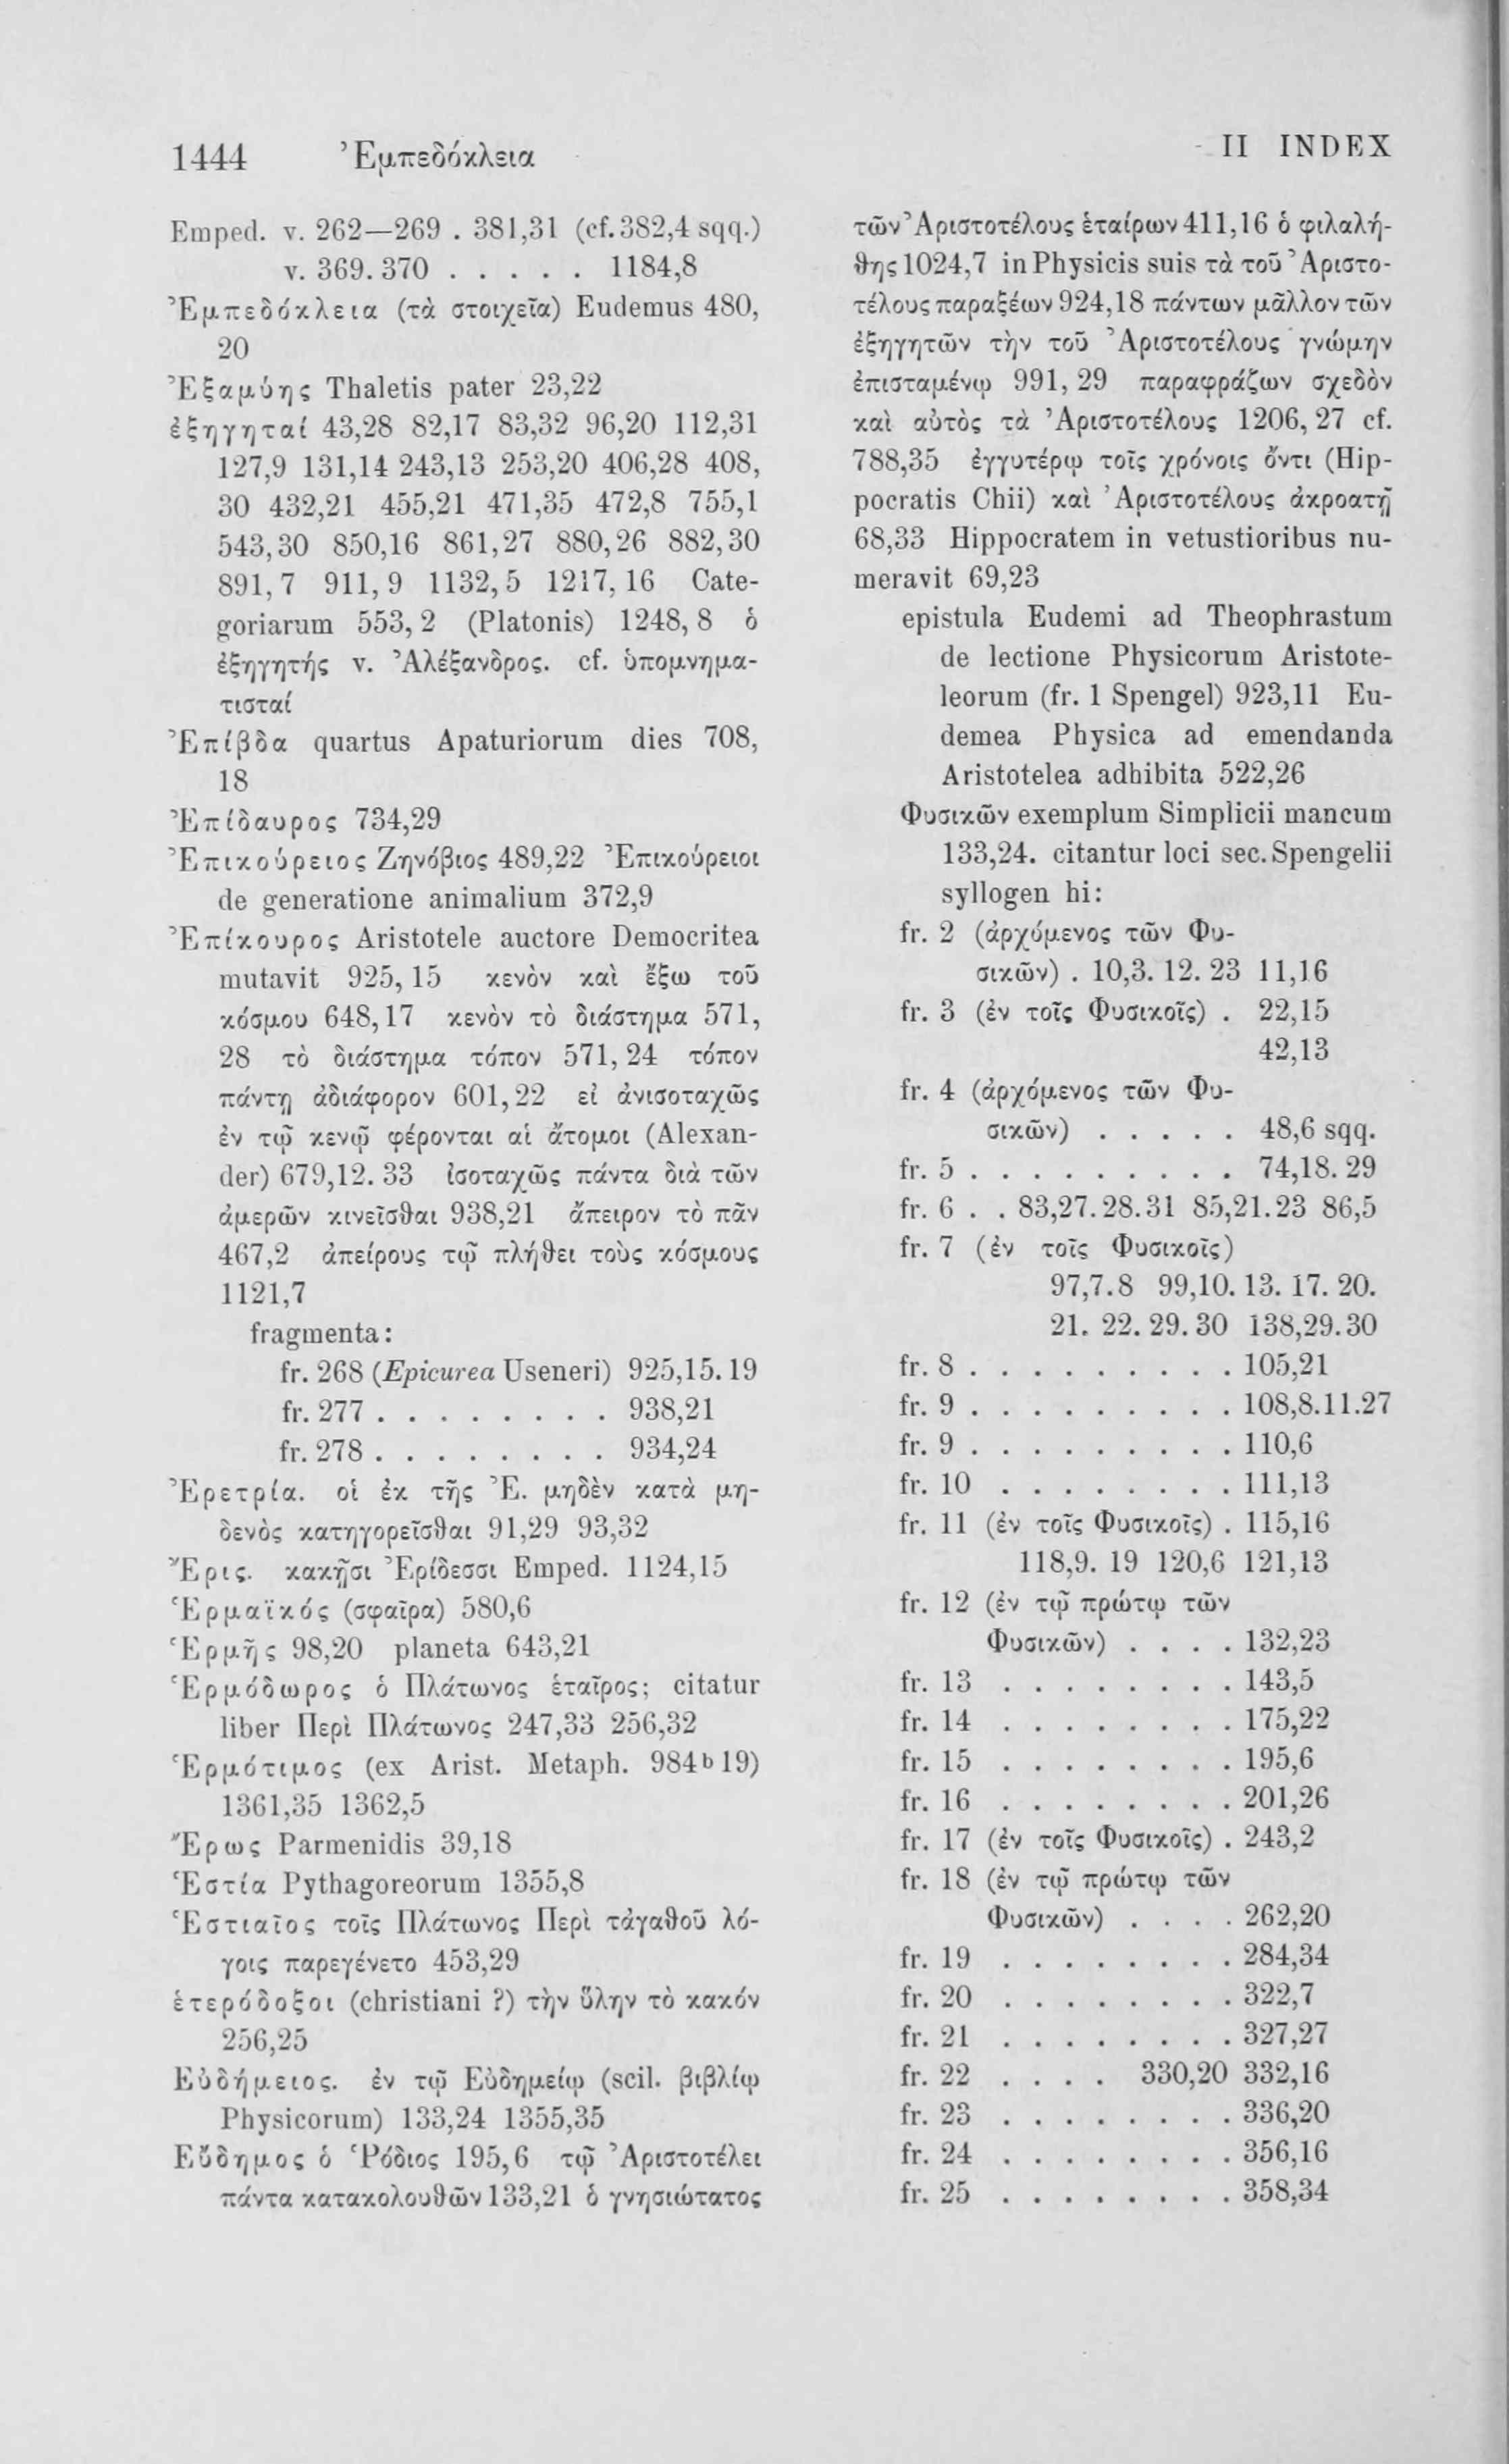 1444 Ἐμπεδόκλεια
II INDEX
Emped. v. 262—269 . 381,31 (cf. 382,4 sqq.)
v. 369. 370 . . . . . 1184,8
Ἐμπεδόκλεια (τὰ στοιχεῖα) Eudemus 480,
20
Ἐξαμύης Thaletis pater 23,22
ἐξηγηταί 43,28 82,17 83,32 96,20 112,31
127,9 131,14 243,13 253,20 406,28 408,
30 432,21 455,21 471,35 472,8 755,1
543,30 850,16 861,27 880,26 882,30
891,7 911,9 1132,5 1217,16 Cate-
goriarum 553,2 (Platonis) 1248,8 ὁ
ἐξηγητής v. Ἀλέξανδρος. cf. ὑπομνημα-
τισταί
Ἐπίβδα quartus Apaturiorum dies 708,
18
Ἐπίδαυρος 734,29
Ἐπικούρειος Ζηνόβιος 489,22 Ἐπικούρειοι
de generatione animalium 372,9
Ἐπίκουρος Aristotele auctore Democritea
mutavit 925,15 κενὸν καὶ ἔξω τοῦ
κόσμου 648,17 κενὸν τὸ διάστημα 571,
28 τὸ διάστημα τόπον 571,24 τόπον
πάντῃ ἀδιάφορον 601,22 εἰ ἀνισοταχῶς
ἐν τῷ κενῷ φέρονται αἱ ἄτομοι (Alexan-
der) 679,12. 33 ἰσοταχῶς πάντα διὰ τῶν
ἀμερῶν κινεῖσθαι 938,21 ἄπειρον τὸ πᾶν
467,2 ἀπείρους τῷ πλήθει τοὺς κόσμους
1121,7
fragmenta:
fr. 268 (Epicurea Useneri) 925,15. 19
fr. 277 . . . . . . . . 938,21
fr. 278 . . . . . . . . 934,24
Ἐρετρία. οἱ ἐκ τῆς Ἐ. μηδὲν κατὰ μη-
δενὸς κατηγορεῖσθαι 91,29 93,32
Ἔρις. κακῇσι Ἐρίδεσσι Emped. 1124,15
Ἑρμαϊκός (σφαῖρα) 580,6
Ἑρμῆς 98,20 planeta 643,21
Ἑρμόδωρος ὁ Πλάτωνος ἑταῖρος; citatur
liber Περὶ Πλάτωνος 247,33 256,32
Ἑρμότιμος (ex Arist. Metaph. 984b19)
1361,35 1362,5
Ἔρως Parmenidis 39,18
Ἑστία Pythagoreorum 1355,8
Ἑστιαῖος τοῖς Πλάτωνος Περὶ τἀγαθοῦ λό-
γοις παρεγένετο 453,29
ἑτερόδοξοι (christiani ?) τὴν ὕλην τὸ κακόν
256,25
Εὐδήμειος. ἐν τῷ Εὐδημείῳ (scil. βιβλίῳ
Physicorum) 133,24 1355,35
Εὔδημος ὁ Ῥόδιος 195,6 τῷ Ἀριστοτέλει
πάντα κατακολουθῶν 133,21 ὁ γνησιώτατος
τῶν Ἀριστοτέλους ἑταίρων 411,16 ὁ φιλαλή-
θης 1024,7 in Physicis suis τὰ τοῦ Ἀριστο-
τέλους παραξέων 924,18 πάντων μᾶλλον τῶν
ἐξηγητῶν τὴν τοῦ Ἀριστοτέλους γνώμην
ἐπισταμένῳ 991,29 παραφράζων σχεδὸν
καὶ αὐτὸς τὰ Ἀριστοτέλους 1206,27 cf.
788,35 ἐγγυτέρω τοῖς χρόνοις ὄντι (Hip-
pocratis Chii) καὶ Ἀριστοτέλους ἀκροατῇ
68,33 Hippocratem in vetustioribus nu-
meravit 69,23
epistula Eudemi ad Theophrastum
de lectione Physicorum Aristote-
leorum (fr. 1 Spengel) 923,11 Eu-
demea Physica ad emendanda
Aristotelea adhibita 522,26
Φυσικῶν exemplum Simplicii mancum
133,24. citantur loci sec. Spengelii
syllogen hi:
fr. 2 (ἀρχόμενος τῶν Φυ-
σικῶν) . 10,3. 12. 23 11,16
fr. 3 (ἐν τοῖς Φυσικοῖς) . 22,15
42,13
fr. 4 (ἀρχόμενος τῶν Φυ-
σικῶν) . . . . . 48,6 sqq.
fr. 5 . . . . . . . . . 74,18. 29
fr. 6 . . 83,27. 28. 31 85,21. 23 86,5
fr. 7 (ἐν τοῖς Φυσικοῖς)
97,7. 8 99,10. 13. 17. 20.
21. 22. 29. 30 138,29. 30
fr. 8 . . . . . . . . . 105,21
fr. 9 . . . . . . . . . 108,8.11.27
fr. 9 . . . . . . . . . 110,6
fr. 10 . . . . . . . . 111,13
fr. 11 (ἐν τοῖς Φυσικοῖς) . 115,16
118,9. 19 120,6 121,13
fr. 12 (ἐν τῷ πρώτῳ τῶν
Φυσικῶν) . . . . 132,23
fr. 13 . . . . . . . . 143,5
fr. 14 . . . . . . . . 175,22
fr. 15 . . . . . . . . 195,6
fr. 16 . . . . . . . . 201,26
fr. 17 (ἐν τοῖς Φυσικοῖς) . 243,2
fr. 18 (ἐν τῷ πρώτῳ τῶν
Φυσικῶν) . . . . 262,20
fr. 19 . . . . . . . . 284,34
fr. 20 . . . . . . . . 322,7
fr. 21 . . . . . . . . 327,27
fr. 22 . . . . 330,20 332,16
fr. 23 . . . . . . . . 336,20
fr. 24 . . . . . . . . 356,16
fr. 25 . . . . . . . . 358,34